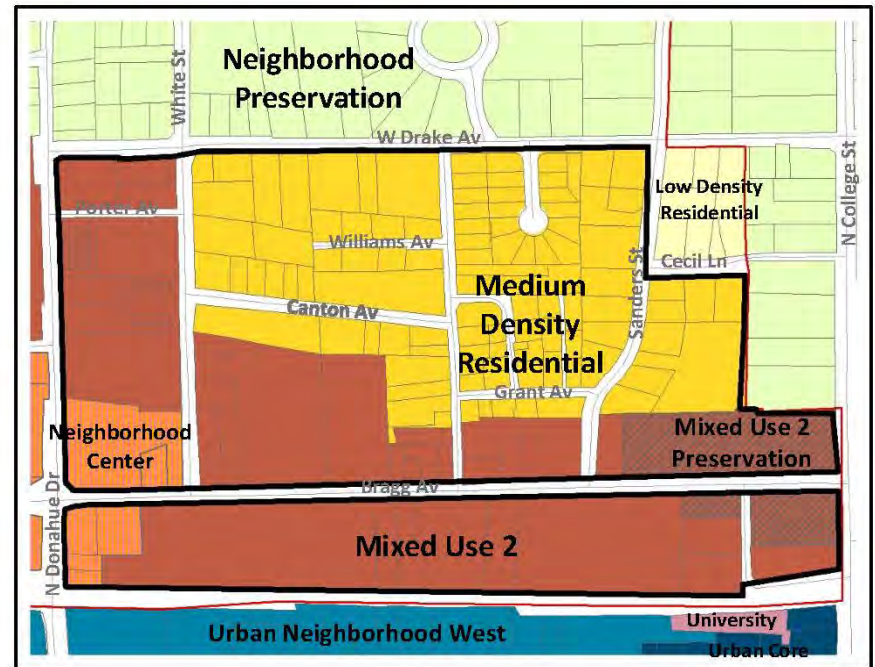 Neighborhood
Preservation
White St
W Drake Av
Low Density
Residential
N College St
Porter Av
Williams Av
Cecil Ln
Sanders St
Medium
Density
Residential
Canton Av
Grant Av
Neighborhood
Center
Mixed Use 2
Preservation
Bragg Av
N Donahue Dr
Mixed Use 2
University
Urban Neighborhood West
Urban Core